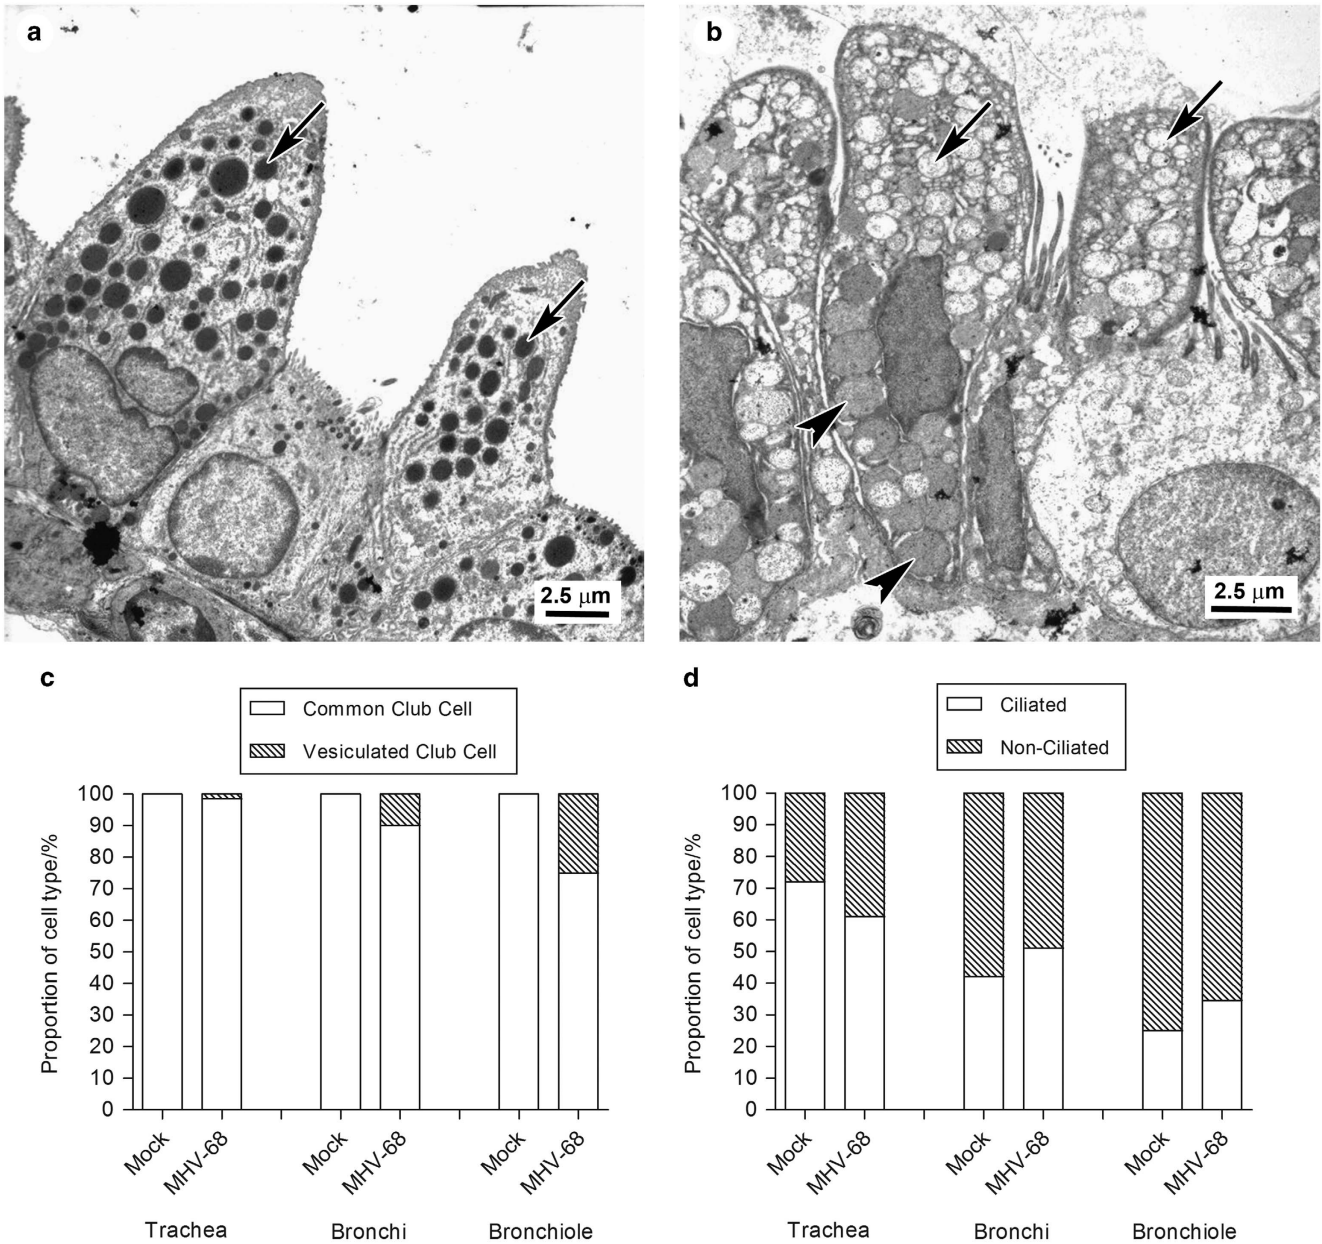 a
b
2.5 μm
2.5 μm
c
d
Common Club Cell
Vesiculated Club Cell
Ciliated
Non-Ciliated
Proportion of cell type/%
100
90
80
70
60
50
40
30
20
10
0
Mock
MHV-68
Mock
MHV-68
Mock
MHV-68
Trachea
Bronchi
Bronchiole
Proportion of cell type/%
100
90
80
70
60
50
40
30
20
10
0
Mock
MHV-68
Mock
MHV-68
Mock
MHV-68
Trachea
Bronchi
Bronchiole